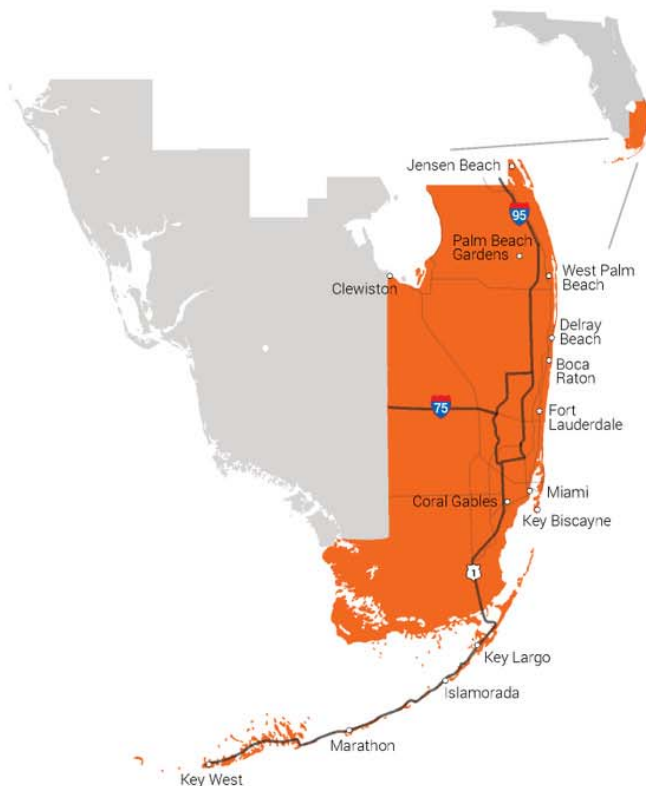 Jensen Beach
95
Palm Beach
Gardens
Clewiston
West Palm
Beach
Delray
Beach
Boca
Raton
75
Fort
Lauderdale
Coral Gables
Miami
Key Biscayne
1
Key Largo
Islamorada
Marathon
Key West